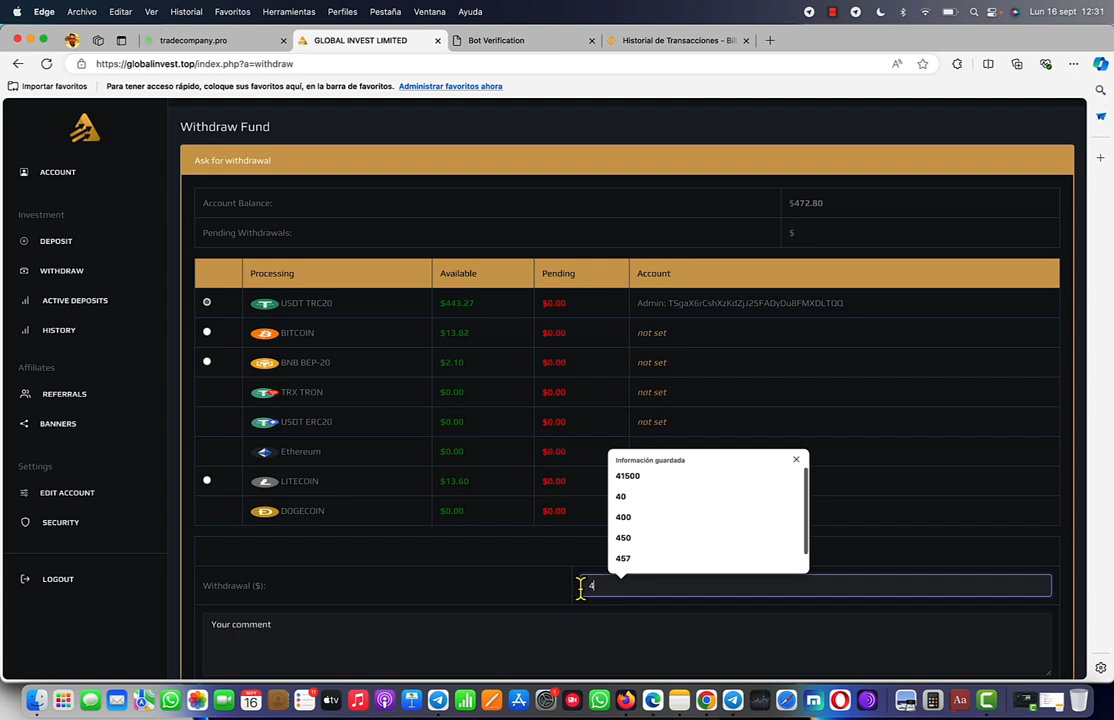 Edge Archivo Editar Ver Historial Favoritos Herramientas Perfiles Pestaña Ventana Ayuda Lun 16 sept 12:31
tradecompany.pro GLOBAL INVEST LIMITED Bot Verification Historial de Transacciones - Bill
https://globalinvest.top/index.php?a=withdraw
Importar favoritos Para tener acceso rápido, coloque sus favoritos aquí, en la barra de favoritos. Administrar favoritos ahora
Withdraw Fund
Ask for withdrawal
ACCOUNT
Account Balance: $472.80
Investment
Pending Withdrawals: $
DEPOSIT
WITHDRAW
Processing Available Pending Account
ACTIVE DEPOSITS
USDT TRC20 $443.27 $0.00
HISTORY
BITCOIN $13.82 $0.00 not set
BNB BEP-20 $2.10 $0.00 not set
Affiliates
REFERRALS
TRX TRON $0.00 $0.00 not set
BANNERS
USDT ERC20 $0.00 $0.00 not set
Ethereum $0.00 $0.00
Información guardada
Settings
41500
LITECOIN $13.60 $0.00
EDIT ACCOUNT
40
DOGECOIN $0.00 $0.00
400
SECURITY
450
457
LOGOUT
Withdrawal ($): 4
Your comment